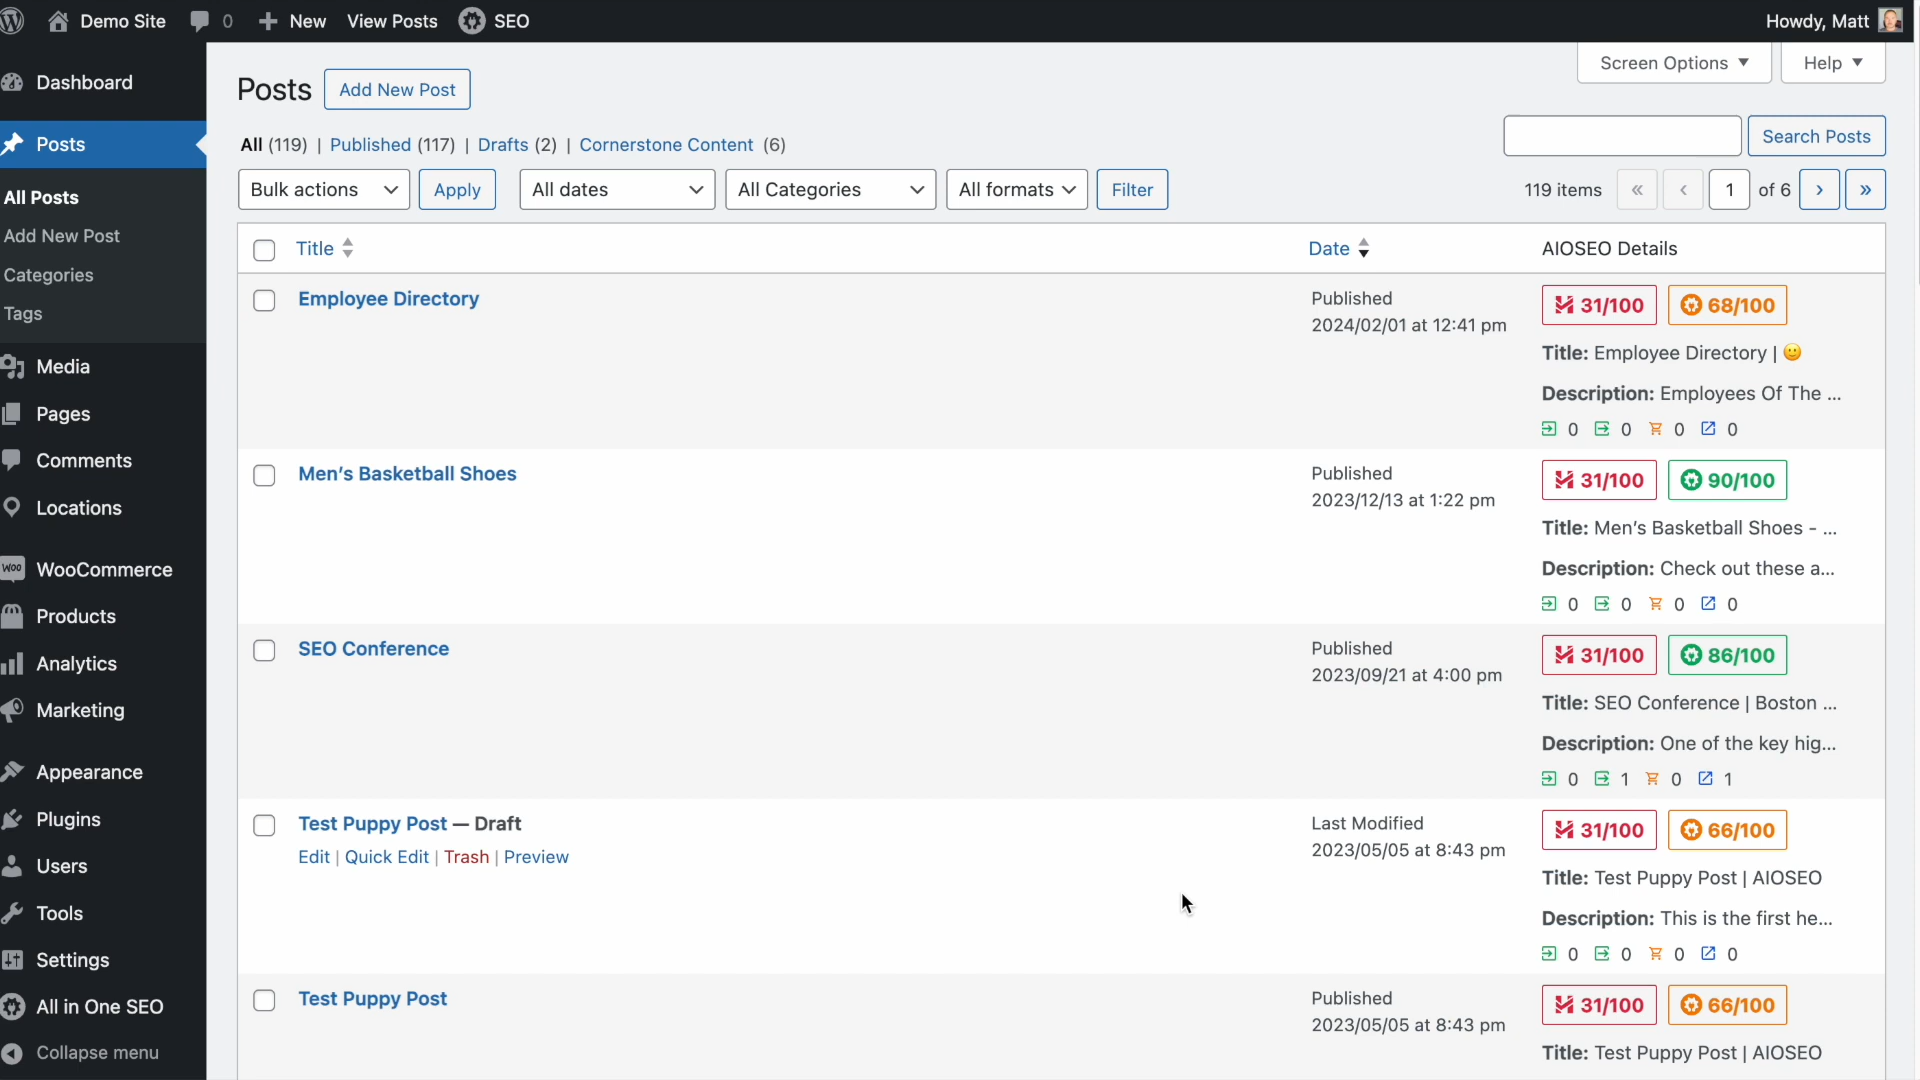 Demo Site 0 New View Posts SEO Howdy, Matt
Screen Options Help
Dashboard
Posts
All Posts
Add New Post
Categories
Tags
Media
Pages
Comments
Locations
WOO WooCommerce
Products
Analytics
Marketing
Appearance
Plugins
Users
Tools
Settings
All in One SEO
Collapse menu
Posts Add New Post
All (119) | Published (117) | Drafts (2) | Cornerstone Content (6)
Search Posts
Bulk actions Apply All dates All Categories All formats Filter 119 items « ‹ 1 of 6 › »
Title Date AIOSEO Details
Employee Directory
Published
2024/02/01 at 12:41 pm
31/100 68/100
Title: Employee Directory | 🙂
Description: Employees Of The ...
0 0 0 0
Men’s Basketball Shoes
Published
2023/12/13 at 1:22 pm
31/100 90/100
Title: Men’s Basketball Shoes - ...
Description: Check out these a...
0 0 0 0
SEO Conference
Published
2023/09/21 at 4:00 pm
31/100 86/100
Title: SEO Conference | Boston ...
Description: One of the key hig...
0 1 0 1
Test Puppy Post — Draft
Edit | Quick Edit | Trash | Preview
Last Modified
2023/05/05 at 8:43 pm
31/100 66/100
Title: Test Puppy Post | AIOSEO
Description: This is the first he...
0 0 0 0
Test Puppy Post
Published
2023/05/05 at 8:43 pm
31/100 66/100
Title: Test Puppy Post | AIOSEO